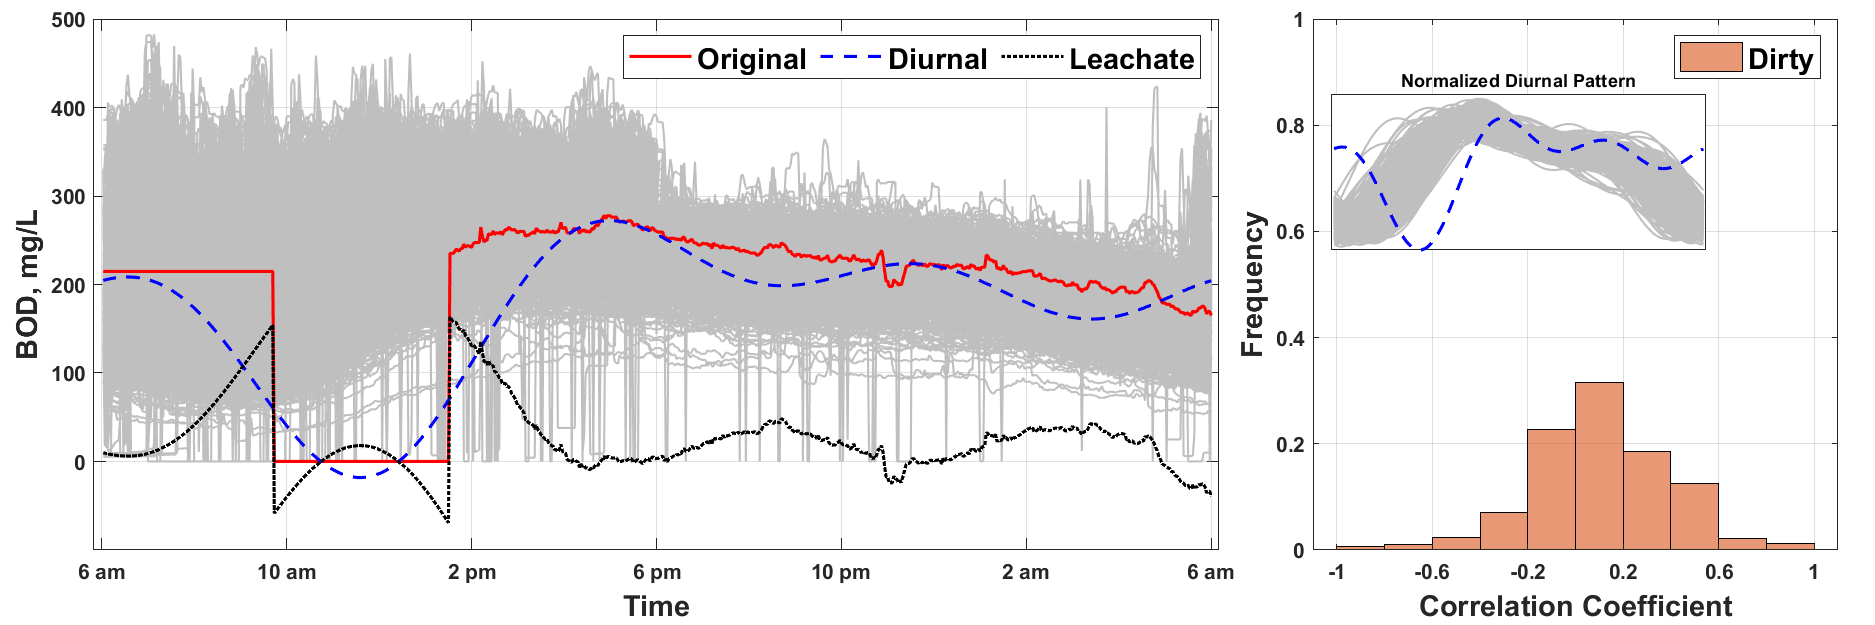 500
400
300
200
100
0
BOD, mg/L
Original
Diurnal
Leachate
6 am
10 am
2 pm
6 pm
10 pm
2 am
6 am
Time
1
0.8
0.6
0.4
0.2
0
Frequency
Dirty
Normalized Diurnal Pattern
-1
-0.6
-0.2
0.2
0.6
1
Correlation Coefficient